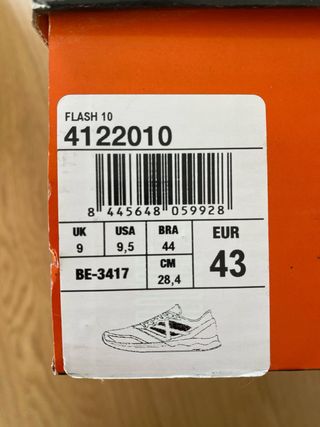 FLASH 10
4122010
8 445648 059928
UK USA BRA EUR
9 9,5 44 43
BE-3417 CM
28,4